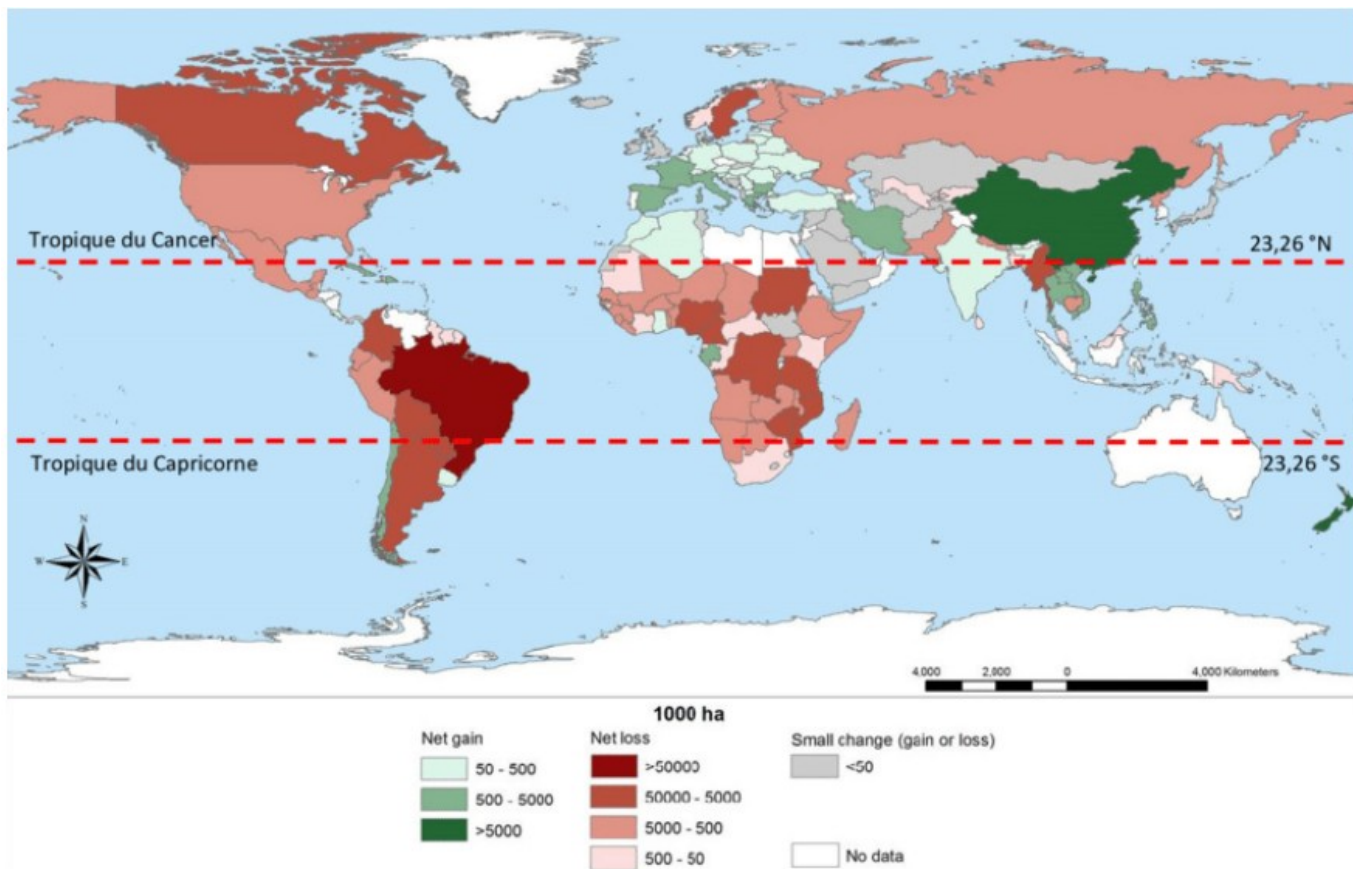 Tropique du Cancer
23,26 °N
Tropique du Capricorne
23,26 °S
N
W E
S
4,000 2,000 0 4,000 Kilometers
1000 ha
Net gain
50 - 500
500 - 5000
>5000
Net loss
>50000
50000 - 5000
5000 - 500
500 - 50
Small change (gain or loss)
<50
No data